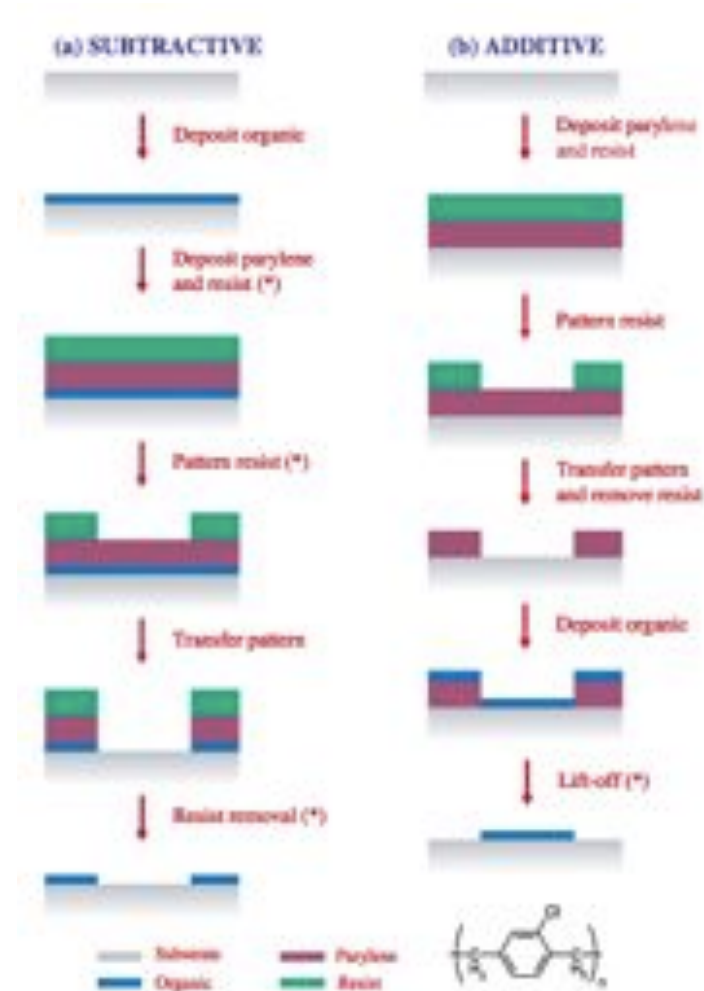 (a) SUBTRACTIVE
Deposit organic
Deposit parylene
and resist (*)
Pattern resist (*)
Transfer pattern
Resist removal (*)
(b) ADDITIVE
Deposit parylene
and resist
Pattern resist
Transfer pattern
and remove resist
Deposit organic
Lift-off (*)
Substrate
Organic
Parylene
Resist
Cl